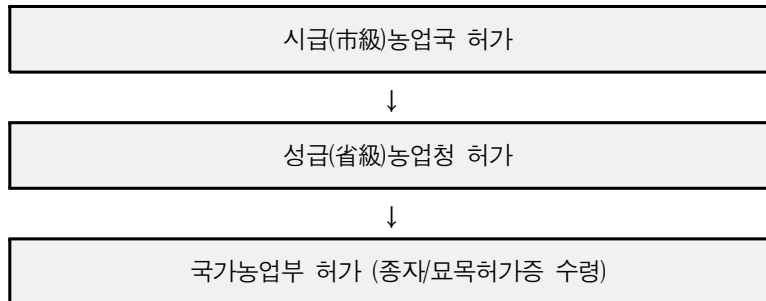 시급(市級)농업국 허가
↓
성급(省級)농업청 허가
↓
국가농업부 허가 (종자/묘목허가증 수령)